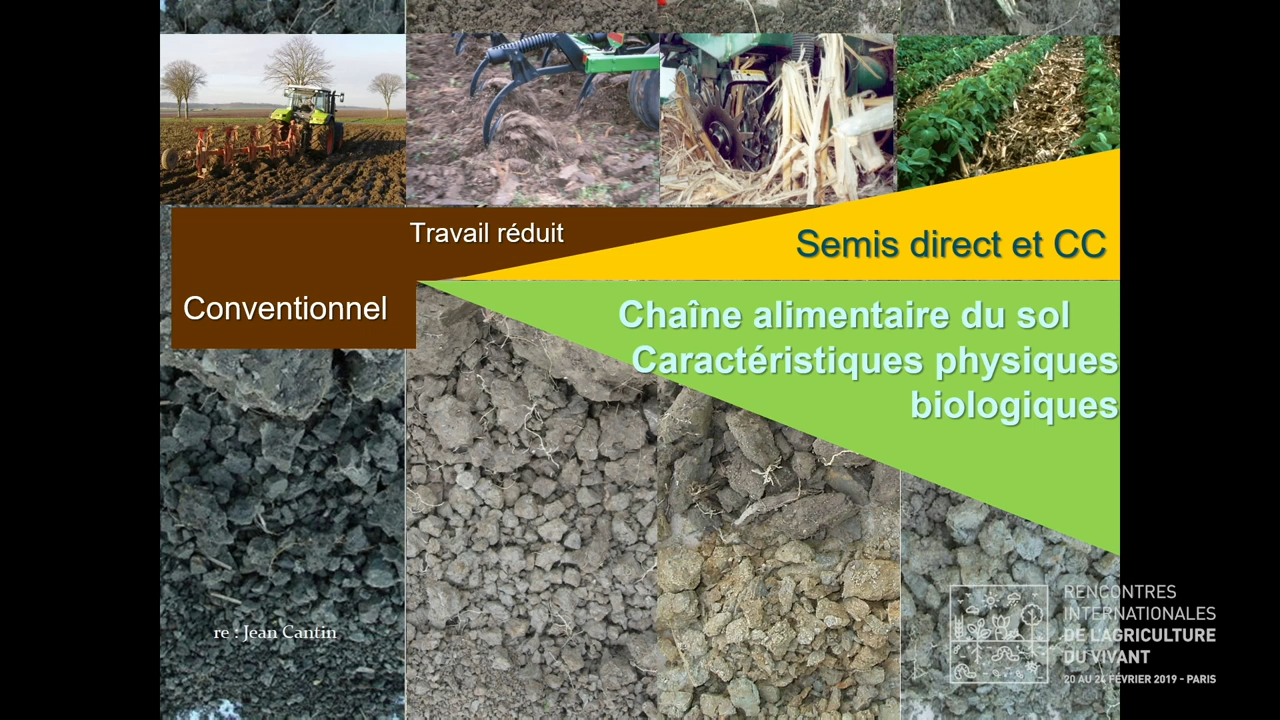 Travail réduit
Semis direct et CC
Conventionnel
Chaîne alimentaire du sol
Caractéristiques physiques
biologiques
re : Jean Cantin
RENCONTRES
INTERNATIONALES
DE L'AGRICULTURE
DU VIVANT
20 AU 24 FÉVRIER 2019 - PARIS